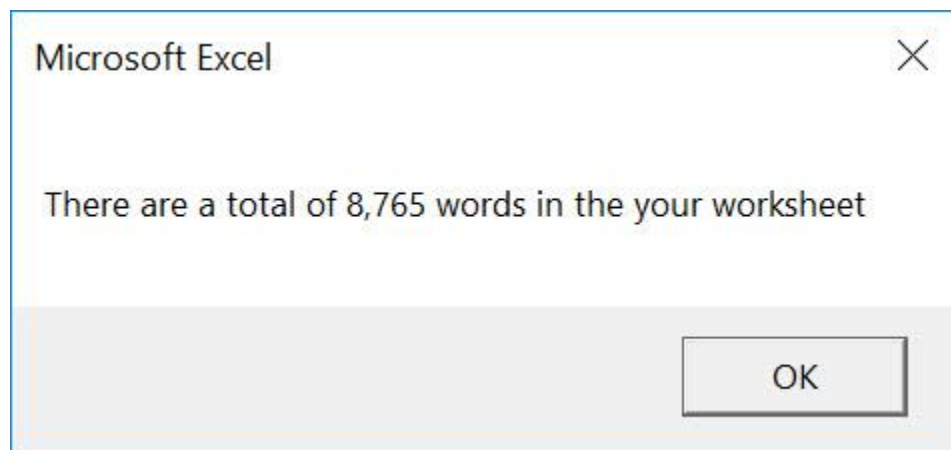 Microsoft Excel
There are a total of 8,765 words in the your worksheet
OK